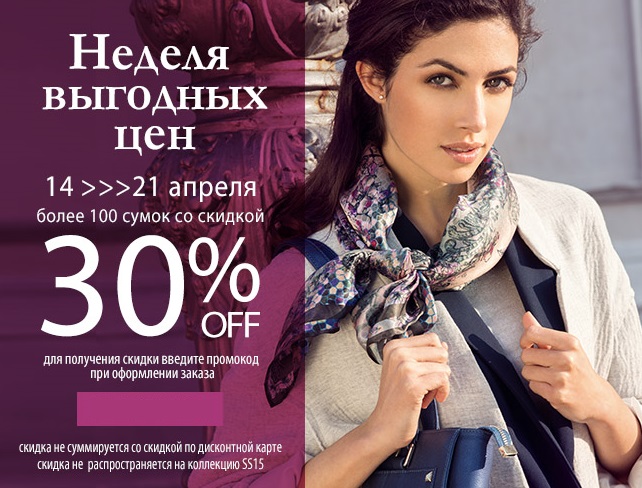 Неделя
выгодных
цен
14 >>>21 апреля
более 100 сумок со скидкой
30%
OFF
для получения скидки введите промокод
при оформлении заказа
скидка не суммируется со скидкой по дисконтной карте
скидка не распространяется на коллекцию SS15